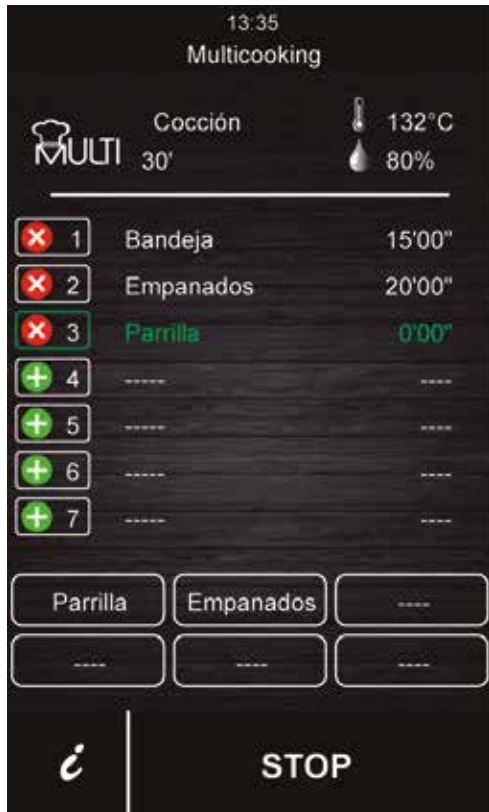 13:35
Multicooking
MULTI
Cocción
132°C
30'
80%
1 Bandeja 15'00"
2 Empanados 20'00"
3 Parrilla 0'00"
4 ----- ----
5 ----- ----
6 ----- ----
7 ----- ----
Parrilla Empanados ----
---- ---- ----
i STOP